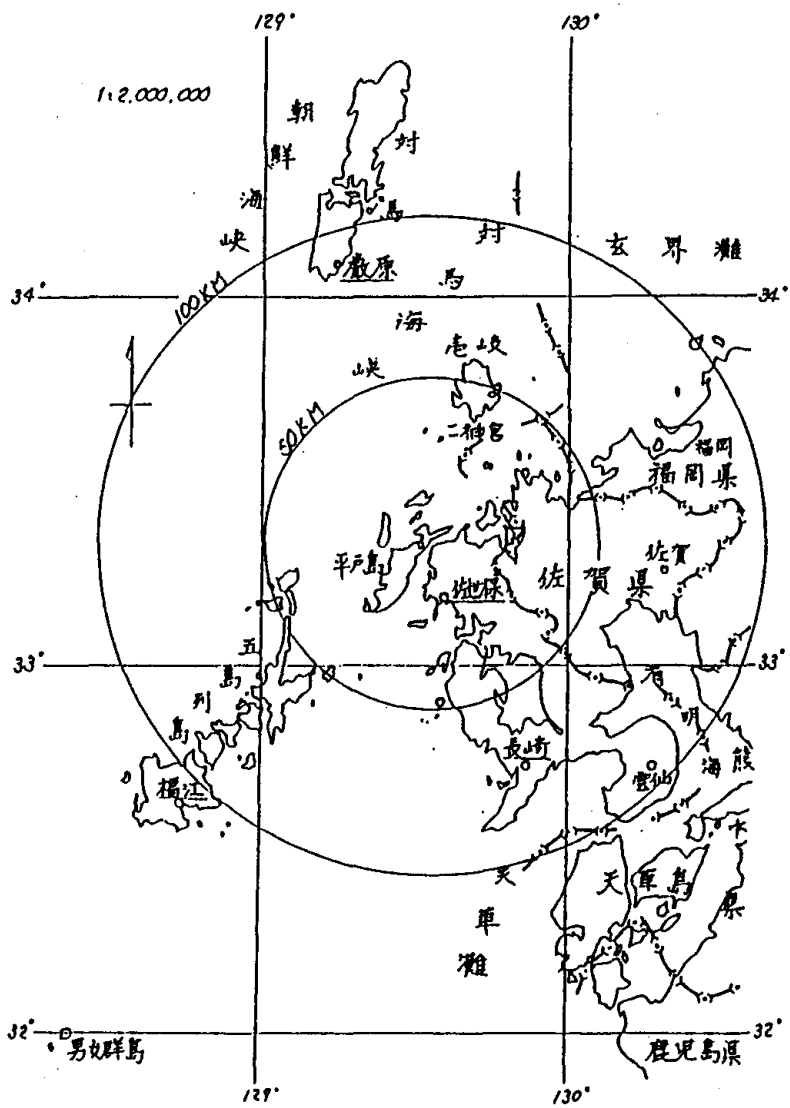 129°
130°
1:2,000,000
朝鮮海峡
対馬
厳原
対馬海峡
玄界灘
34°
34°
100KM
50KM
壱岐
二神島
福岡
福岡県
平戸島
佐世保
佐賀県
佐賀
33°
33°
五島列島
有明海
福江
長崎
雲仙
熊本県
天草灘
天草島
32°
32°
男女群島
鹿児島県
129°
130°